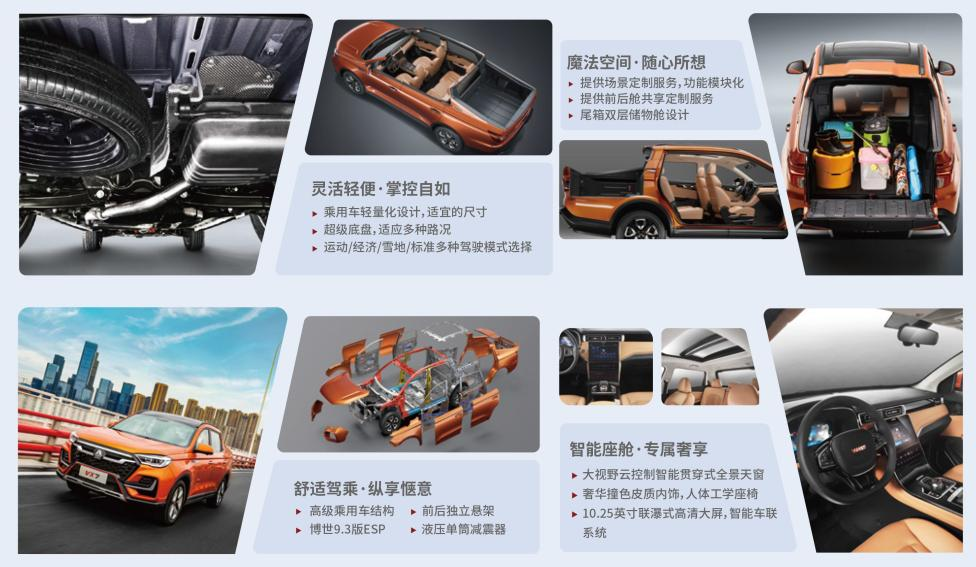 魔法空间·随心所想
提供场景定制服务，功能模块化
提供前后舱共享定制服务
尾箱双层储物舱设计
灵活轻便·掌控自如
乘用车轻量化设计，适宜的尺寸
超级底盘，适应多种路况
运动/经济/雪地/标准多种驾驶模式选择
VX7
舒适驾乘·纵享惬意
高级乘用车结构
前后独立悬架
博世9.3版ESP
液压单筒减震器
智能座舱·专属奢享
大视野云控制智能贯穿式全景天窗
奢华撞色皮质内饰，人体工学座椅
10.25英寸联瀑式高清大屏，智能车联
系统